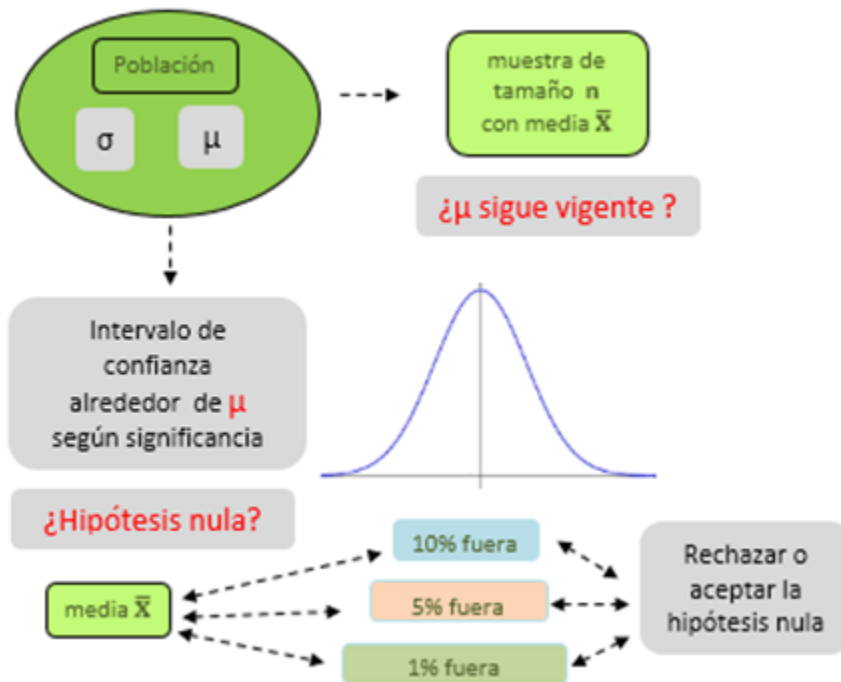 Población
σ
μ
muestra de
tamaño n
con media X̅
¿μ sigue vigente ?
Intervalo de
confianza
alrededor de μ
según significancia
¿Hipótesis nula?
media X̅
10% fuera
5% fuera
1% fuera
Rechazar o
aceptar la
hipótesis nula